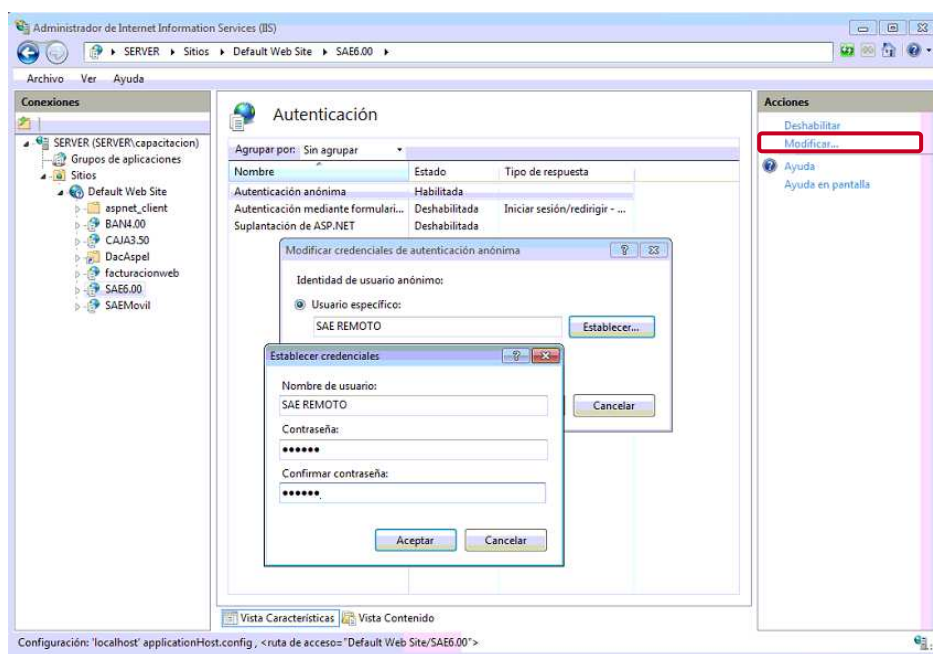 Administrador de Internet Information Services (IIS)
SERVER Sitios Default Web Site SAE6.00
Archivo Ver Ayuda
Conexiones
SERVER (SERVER\capacitacion)
Grupos de aplicaciones
Sitios
Default Web Site
aspnet_client
BAN4.00
CAJA3.50
DacAspel
facturacionweb
SAE6.00
SAEMovil
Autenticación
Agrupar por: Sin agrupar
Nombre Estado Tipo de respuesta
Autenticación anónima Habilitada
Autenticación mediante formulari... Deshabilitada Iniciar sesión/redirigir - ...
Suplantación de ASP.NET Deshabilitada
Modificar credenciales de autenticación anónima
Identidad de usuario anónimo:
Usuario específico:
SAE REMOTO Establecer...
Cancelar
Establecer credenciales
Nombre de usuario:
SAE REMOTO
Contraseña:
••••••
Confirmar contraseña:
••••••
Aceptar Cancelar
Acciones
Deshabilitar
Modificar...
Ayuda
Ayuda en pantalla
Vista Características Vista Contenido
Configuración: 'localhost' applicationHost.config , <ruta de acceso="Default Web Site/SAE6.00">